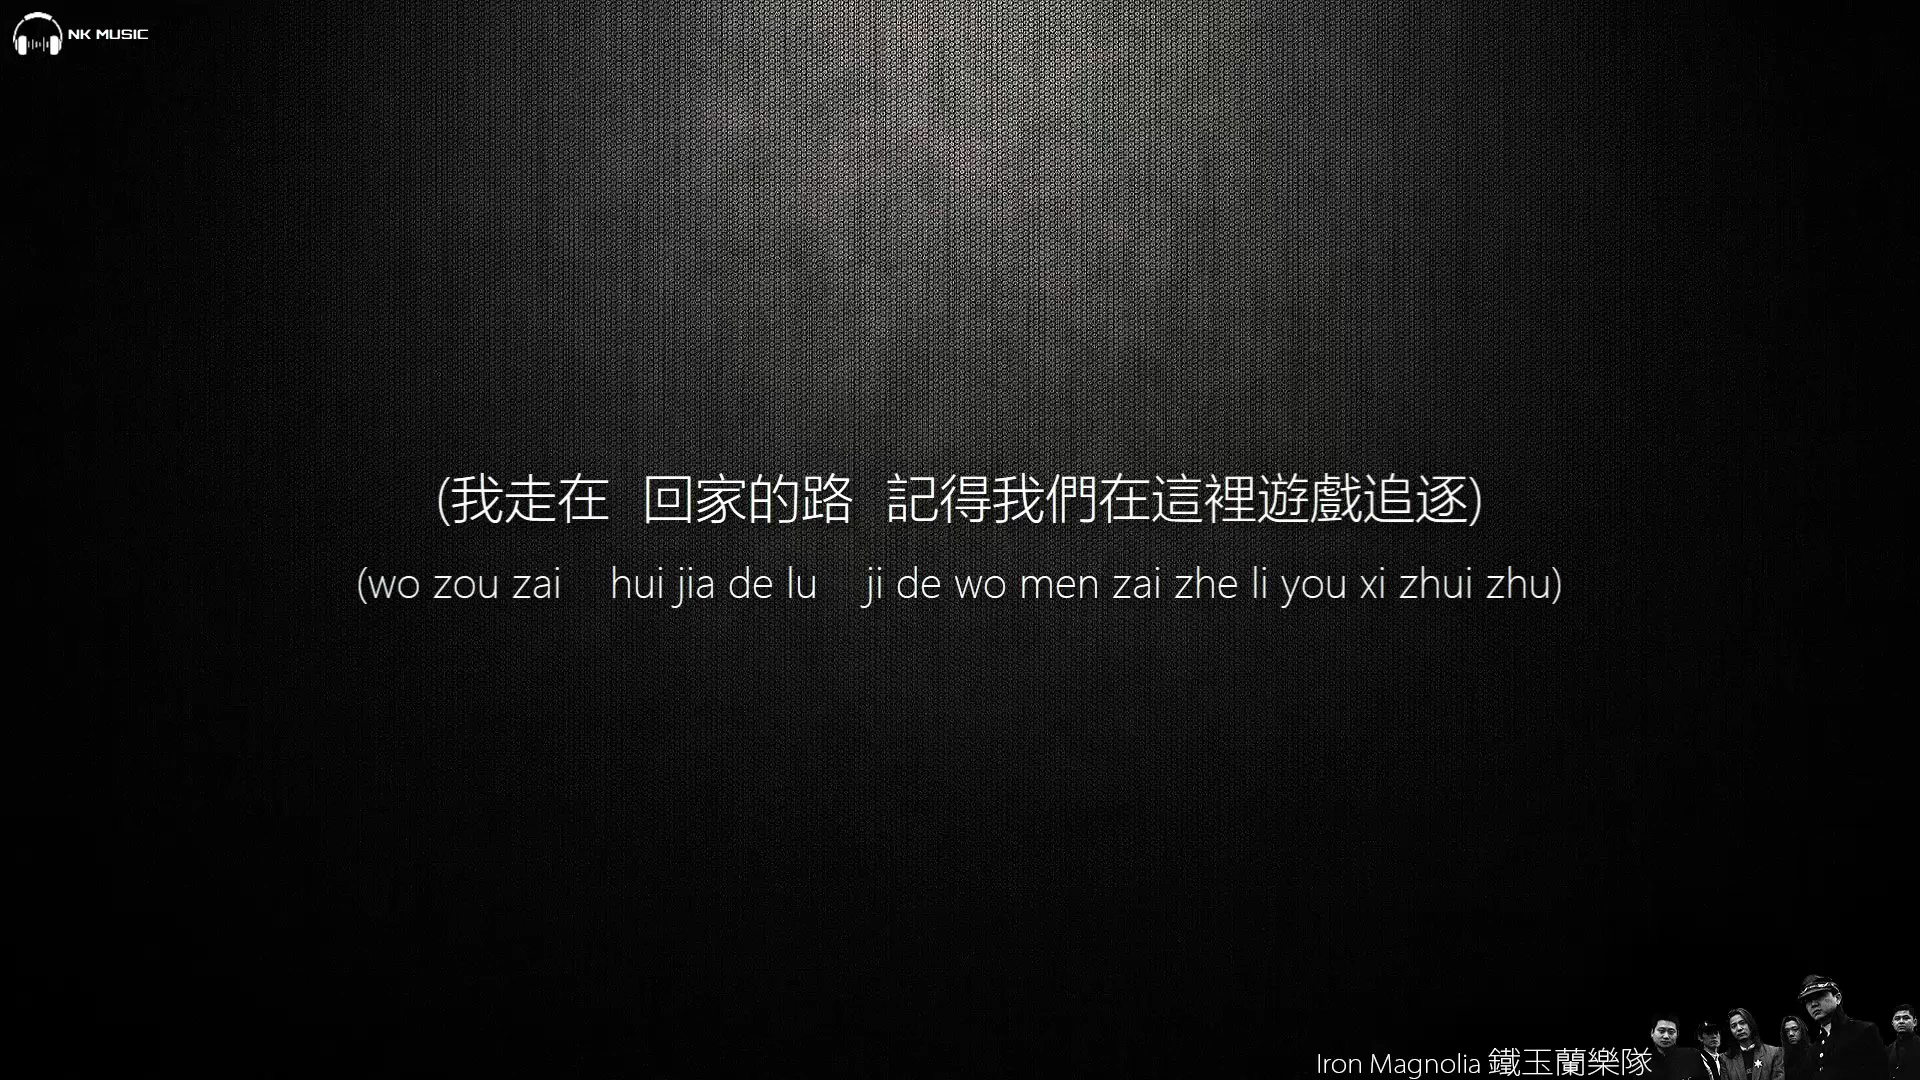 NK MUSIC
(我走在 回家的路 記得我們在這裡遊戲追逐)
(wo zou zai hui jia de lu ji de wo men zai zhe li you xi zhui zhu)
Iron Magnolia 鐵玉蘭樂隊